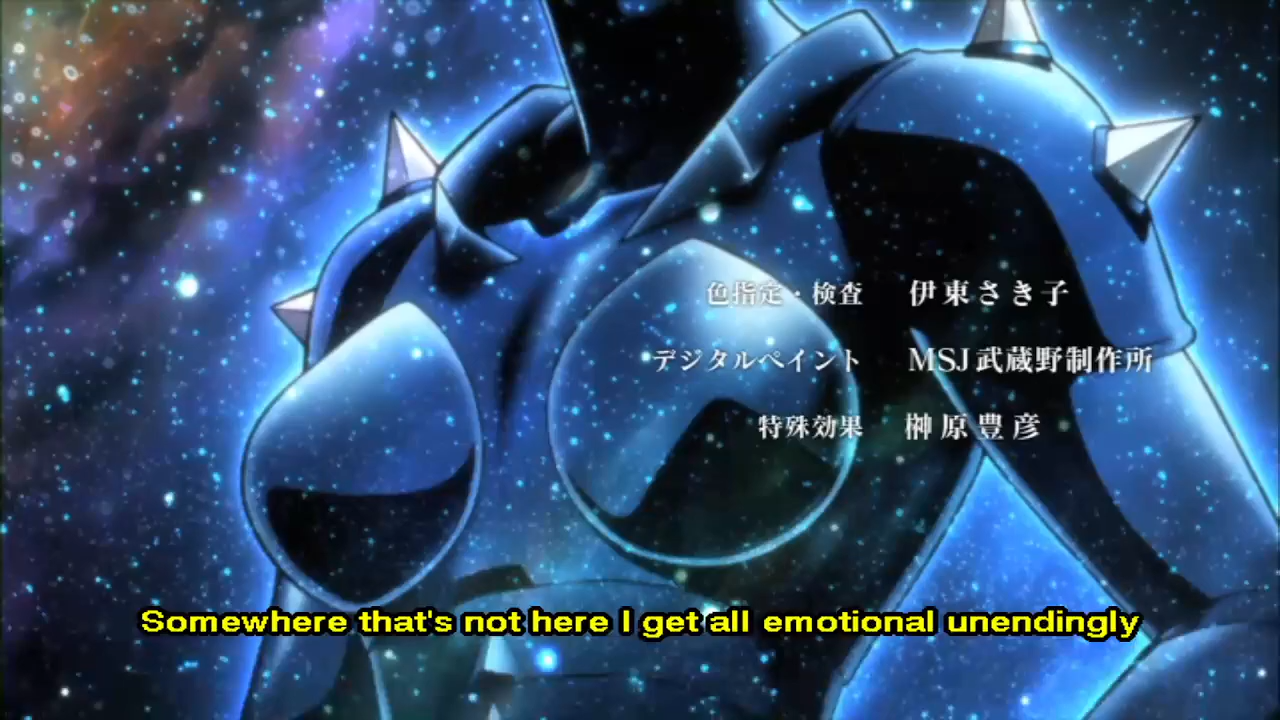 色指定・検査 伊東さき子
デジタルペイント MSJ武蔵野制作所
特殊効果 榊原豊彦
Somewhere that's not here I get all emotional unendingly